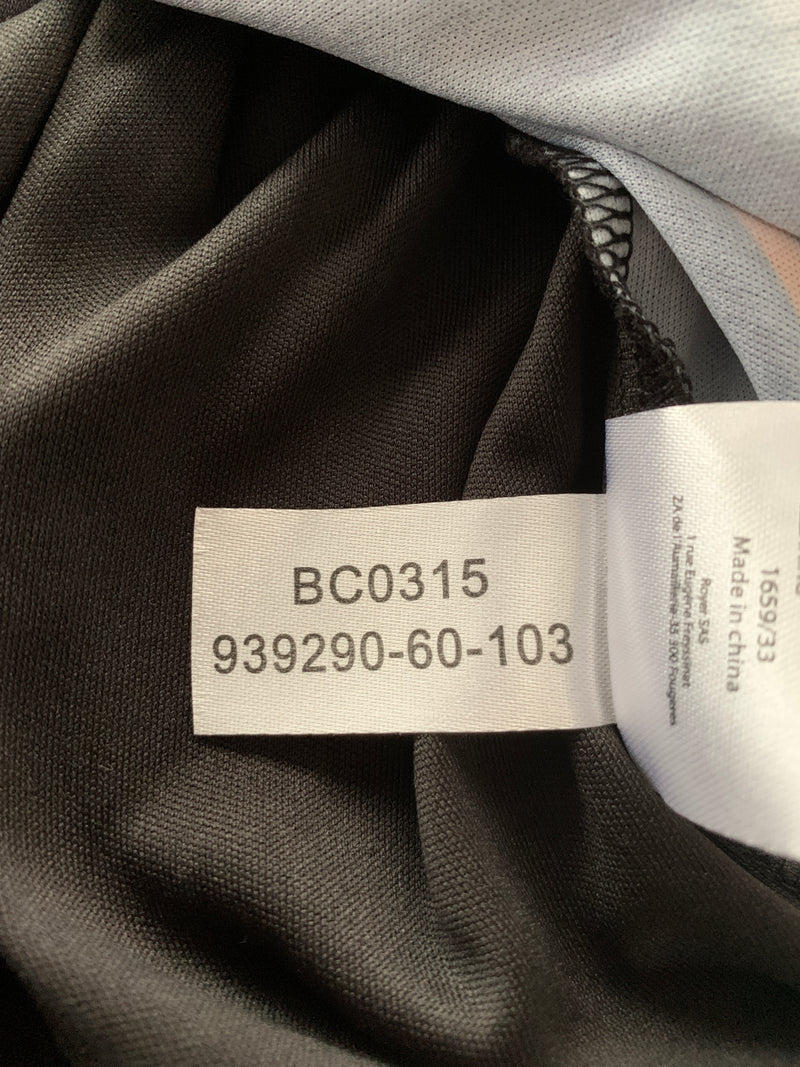 BC0315
939290-60-103
1659/33
Made in china
Royer SAS
1 rue Eugène Freyssinet
ZA de l'Aumaillerie 35 300 Fougeres